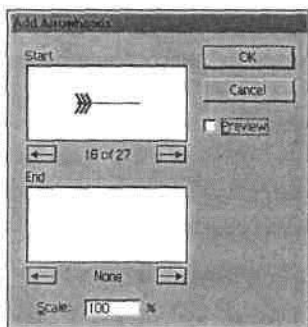 Add Arrowheads
Start
OK
Cancel
Preview
16 of 27
End
None
Scale: 100 %